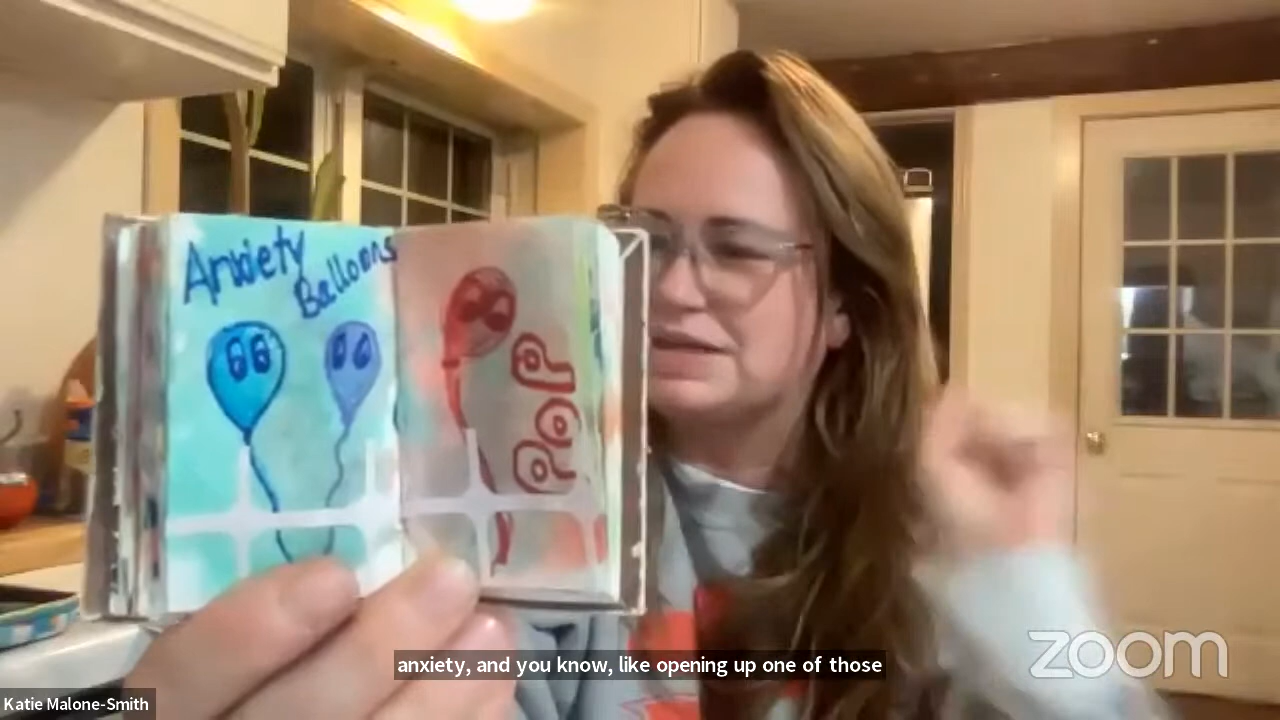 Anxiety
Balloons
POP
anxiety, and you know, like opening up one of those
zoom
Katie Malone-Smith